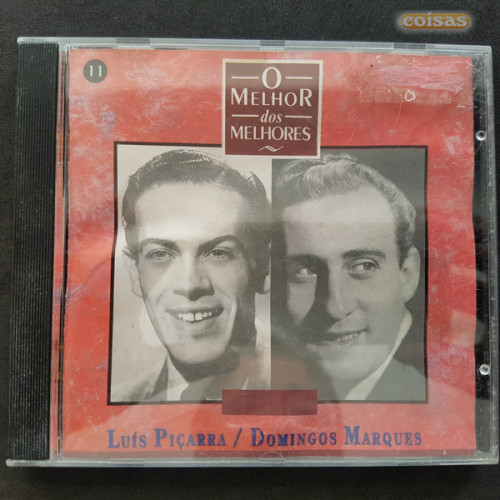 coisas
11
O
MELHOR
dos
MELHORES
LUÍS PIÇARRA / DOMINGOS MARQUES